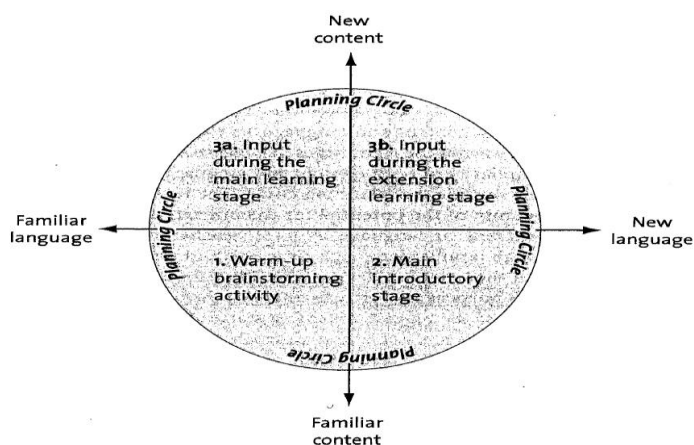 New
content
Planning Circle
3a. Input
during the
main learning
stage
3b. Input
during the
extension
learning stage
Planning Circle
Planning Circle
Familiar
language
New
language
1. Warm-up
brainstorming
activity
2. Main
introductory
stage
Planning Circle
Familiar
content